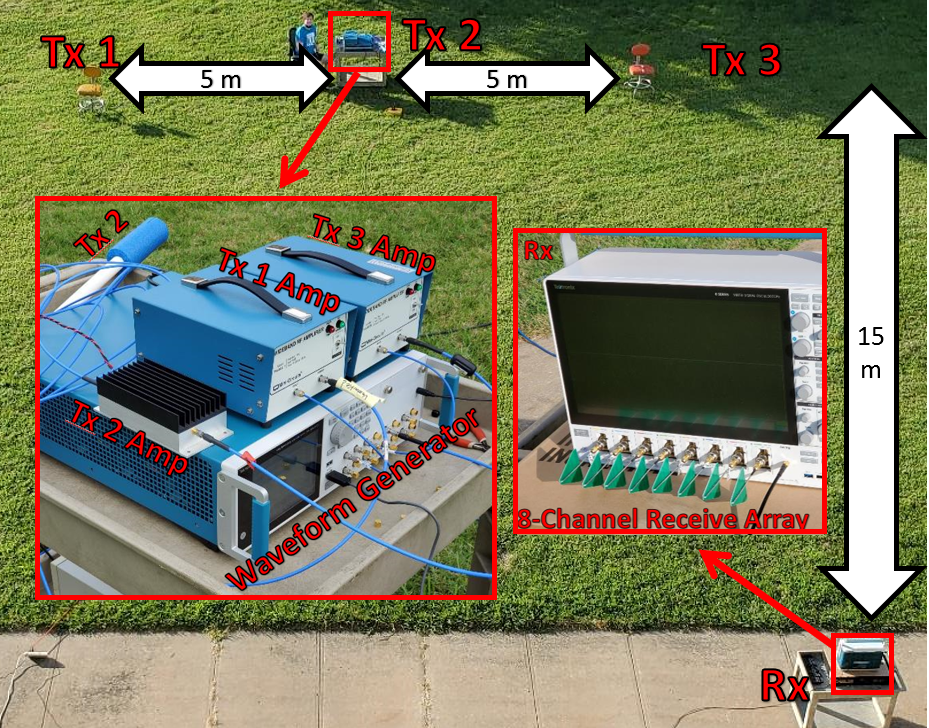 Tx 1
Tx 2
Tx 3
5 m
5 m
15
m
Tx 2
Tx 1 Amp
Tx 3 Amp
Tx 2 Amp
Waveform Generator
Rx
Tektronix
8-Channel Receive Array
Rx